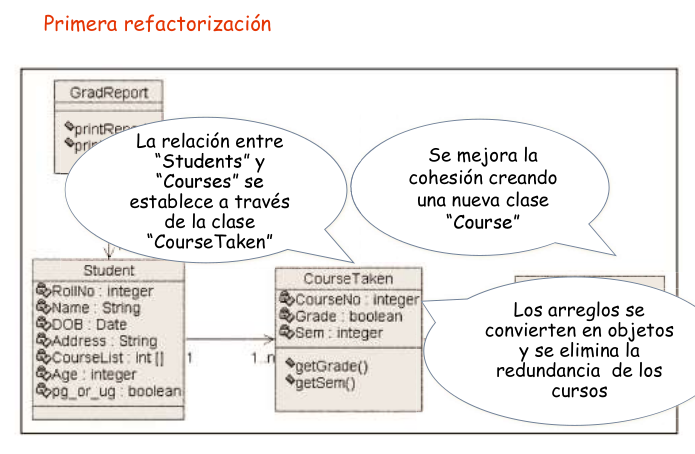 Primera refactorización
GradReport
La relación entre
“Students” y
“Courses” se
establece a través
de la clase
“CourseTaken”
Se mejora la
cohesión creando
una nueva clase
“Course”
Student
RollNo : integer
Name : String
DOB : Date
Address : String
CourseList : int []
Age : integer
pg_or_ug : boolean
1
1..n
CourseTaken
CourseNo : integer
Grade : boolean
Sem : integer
getGrade()
getSem()
Los arreglos se
convierten en objetos
y se elimina la
redundancia de los
cursos